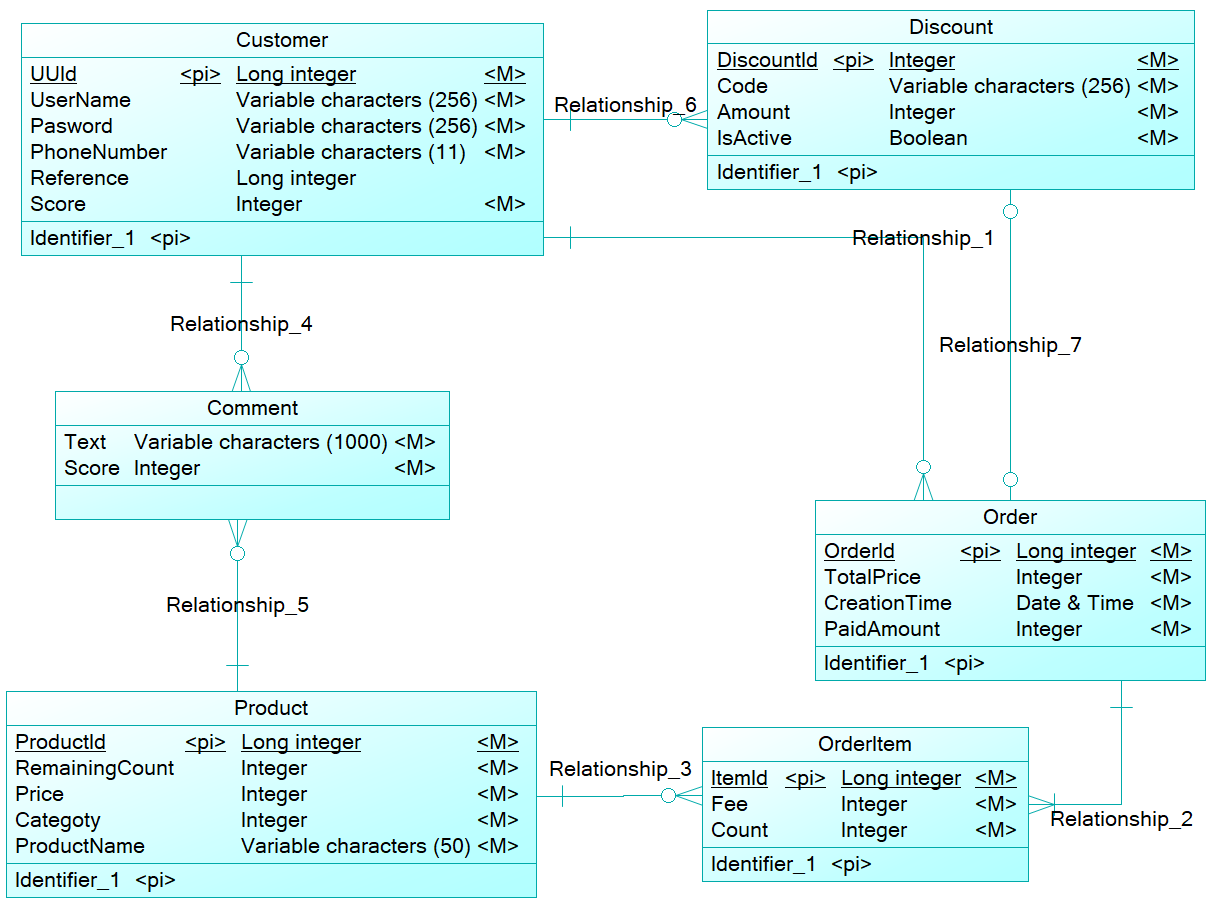 Customer
UUId <pi> Long integer <M>
UserName Variable characters (256) <M>
Pasword Variable characters (256) <M>
PhoneNumber Variable characters (11) <M>
Reference Long integer
Score Integer <M>
Identifier_1 <pi>
Discount
DiscountId <pi> Integer <M>
Code Variable characters (256) <M>
Amount Integer <M>
IsActive Boolean <M>
Identifier_1 <pi>
Relationship_6
Relationship_1
Relationship_4
Relationship_7
Comment
Text Variable characters (1000) <M>
Score Integer <M>
Order
OrderId <pi> Long integer <M>
TotalPrice Integer <M>
CreationTime Date & Time <M>
PaidAmount Integer <M>
Identifier_1 <pi>
Relationship_5
Product
ProductId <pi> Long integer <M>
RemainingCount Integer <M>
Price Integer <M>
Categoty Integer <M>
ProductName Variable characters (50) <M>
Identifier_1 <pi>
Relationship_3
OrderItem
ItemId <pi> Long integer <M>
Fee Integer <M>
Count Integer <M>
Identifier_1 <pi>
Relationship_2